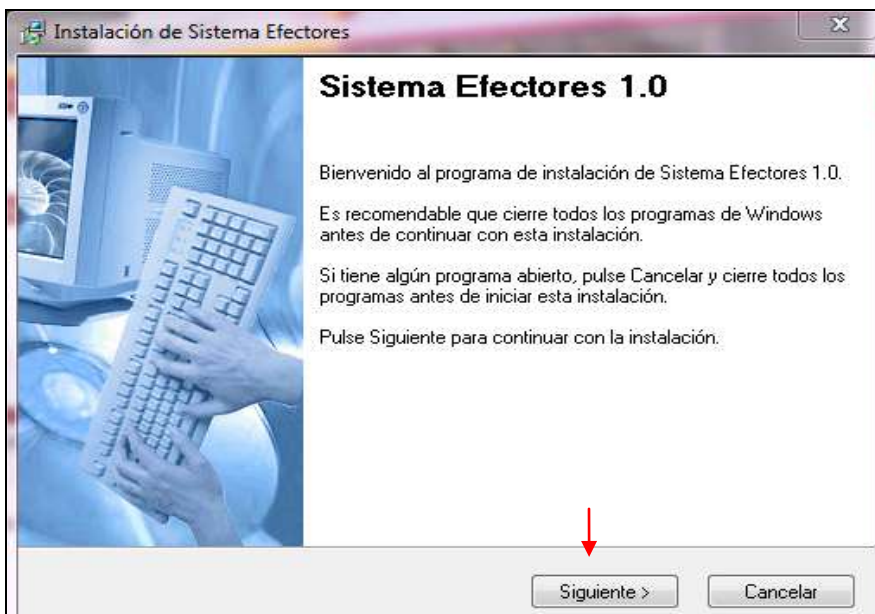 Instalación de Sistema Efectores
Sistema Efectores 1.0
Bienvenido al programa de instalación de Sistema Efectores 1.0.
Es recomendable que cierre todos los programas de Windows
antes de continuar con esta instalación.
Si tiene algún programa abierto, pulse Cancelar y cierre todos los
programas antes de iniciar esta instalación.
Pulse Siguiente para continuar con la instalación.
Siguiente >
Cancelar